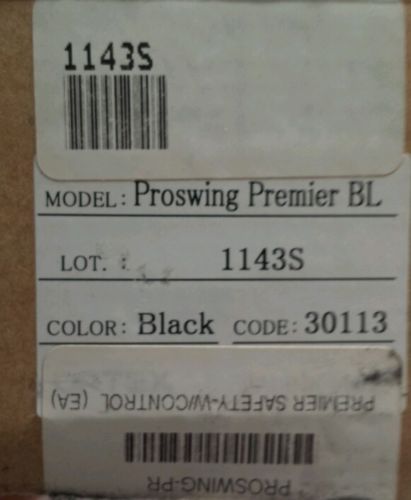 1143S
MODEL: Proswing Premier BL
LOT. : 1143S
COLOR: Black CODE: 30113
PREMIER SAFETY-W/CONTROL (EA)
PROSWING-PR